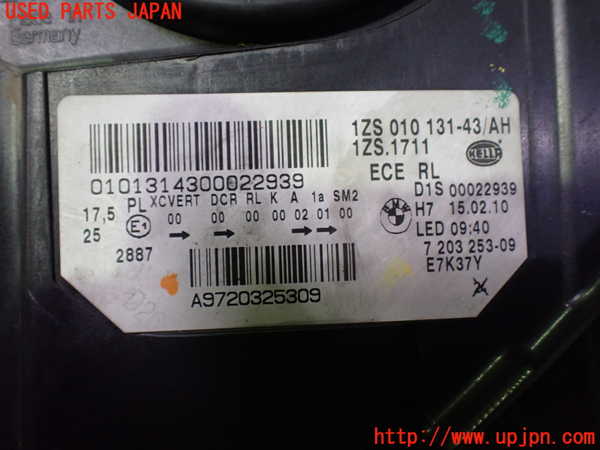 USED PARTS JAPAN
Germany
1ZS 010 131-43/AH
1ZS.1711
HELLA
ECE RL
0101314300022939
D1S 00022939
17,5 PL XCVERT DCR RL K A 1a SM2
H7 15.02.10
25 E1 00 00 00 00 02 01 00
LED 09:40
2887
7 203 253-09
E7K37Y
A9720325309
http://www.upjpn.com/